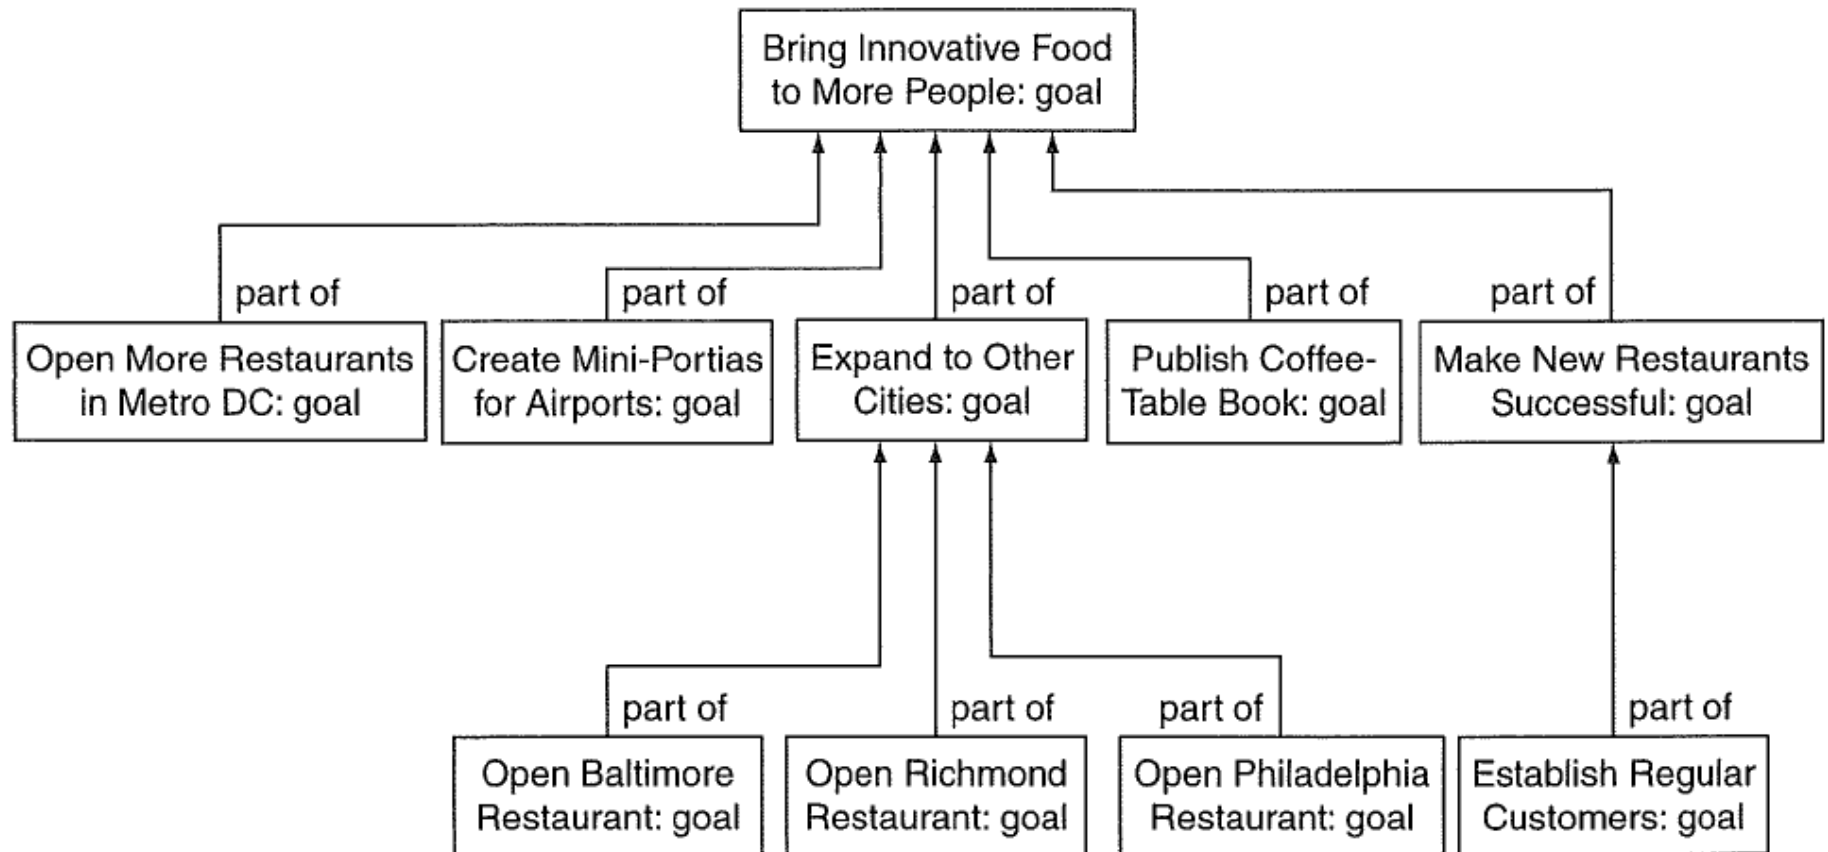 Bring Innovative Food
to More People: goal
part of
part of
part of
part of
part of
Open More Restaurants
in Metro DC: goal
Create Mini-Portias
for Airports: goal
Expand to Other
Cities: goal
Publish Coffee-
Table Book: goal
Make New Restaurants
Successful: goal
part of
part of
part of
part of
Open Baltimore
Restaurant: goal
Open Richmond
Restaurant: goal
Open Philadelphia
Restaurant: goal
Establish Regular
Customers: goal